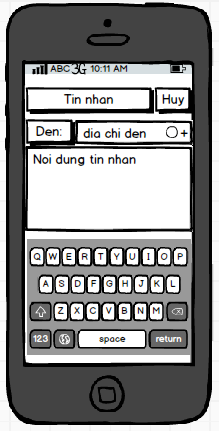 ABC 3G 10:11 AM
Tin nhan Huy
Den: dia chi den +
Noi dung tin nhan
Q W E R T Y U I O P
A S D F G H J K L
Z X C V B N M
123 space return